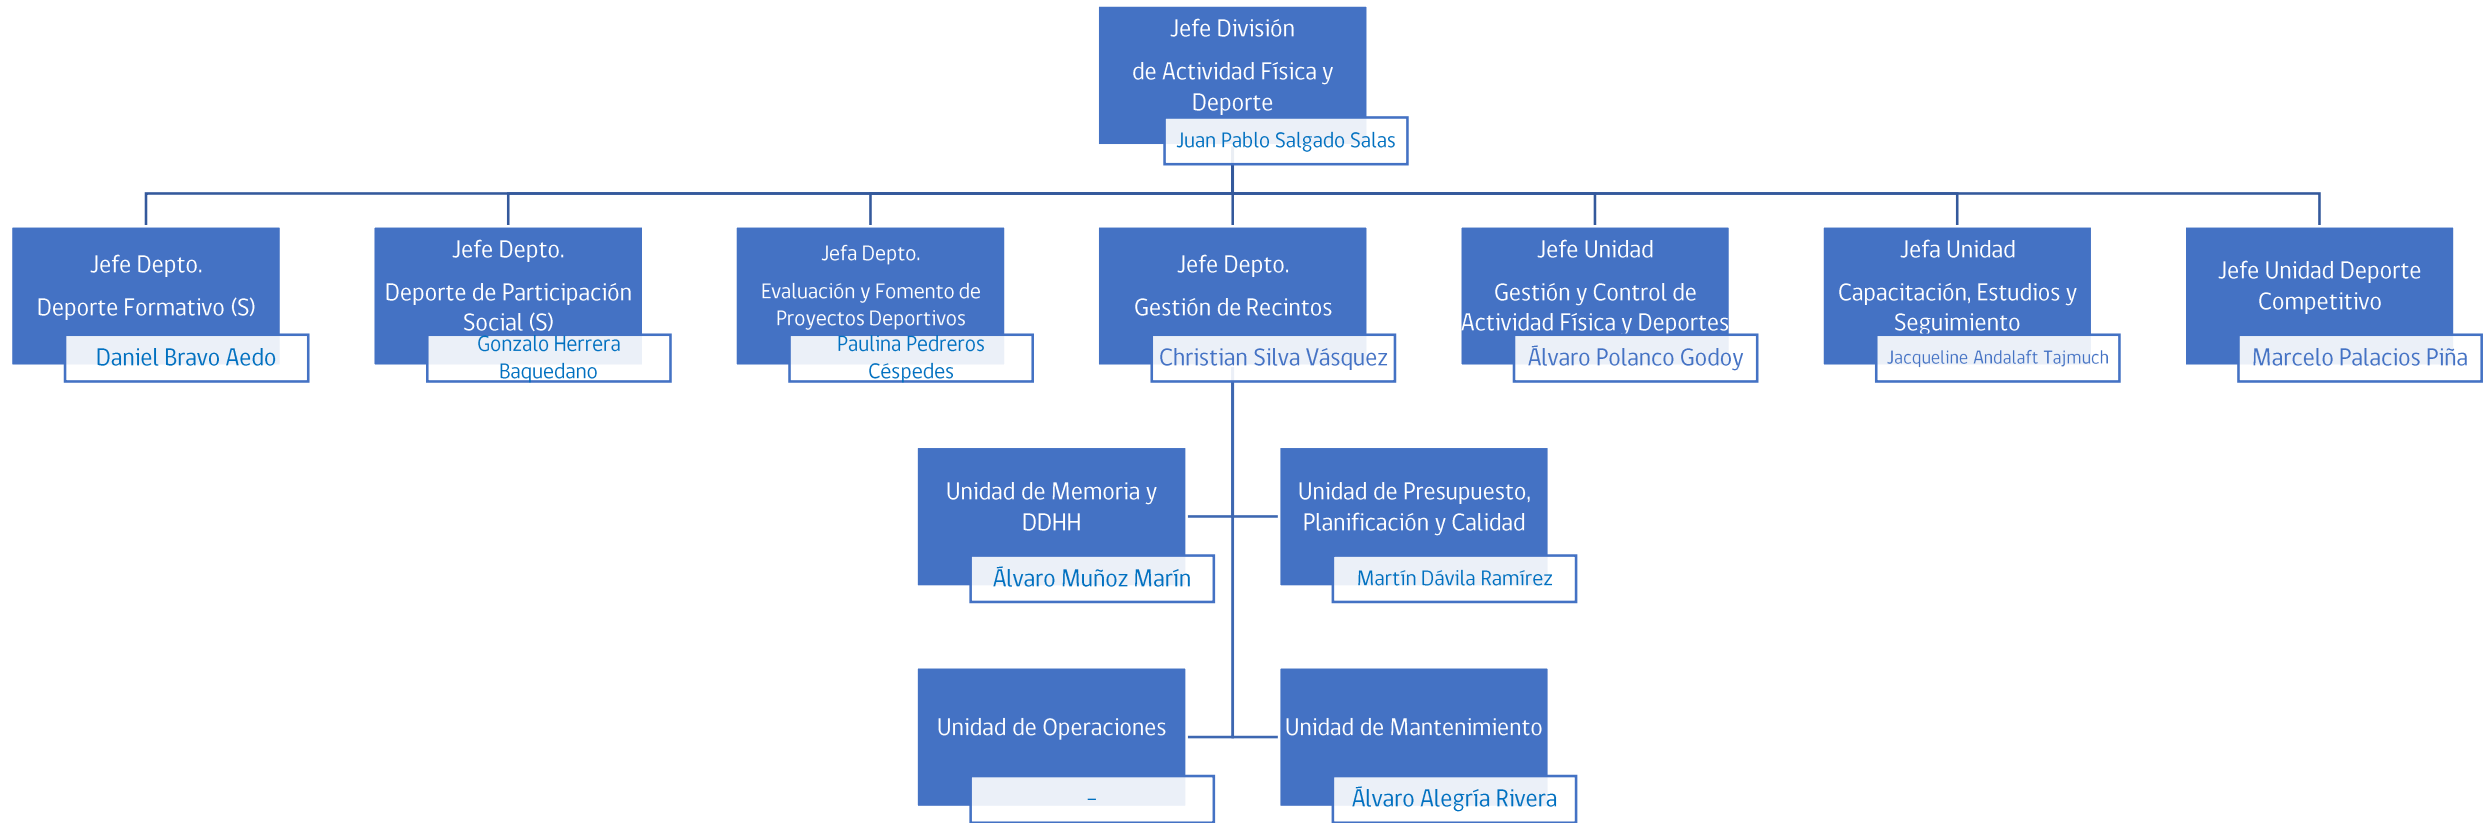 Jefe División
de Actividad Física y
Deporte
Juan Pablo Salgado Salas
Jefe Depto.
Deporte Formativo (S)
Daniel Bravo Aedo
Jefe Depto.
Deporte de Participación
Social (S)
Gonzalo Herrera
Baquedano
Jefa Depto.
Evaluación y Fomento de
Proyectos Deportivos
Paulina Pedreros
Céspedes
Jefe Depto.
Gestión de Recintos
Christian Silva Vásquez
Jefe Unidad
Gestión y Control de
Actividad Física y Deportes
Álvaro Polanco Godoy
Jefa Unidad
Capacitación, Estudios y
Seguimiento
Jacqueline Andalaft Tajmuch
Jefe Unidad Deporte
Competitivo
Marcelo Palacios Piña
Unidad de Memoria y
DDHH
Álvaro Muñoz Marín
Unidad de Presupuesto,
Planificación y Calidad
Martín Dávila Ramírez
Unidad de Operaciones
–
Unidad de Mantenimiento
Álvaro Alegría Rivera